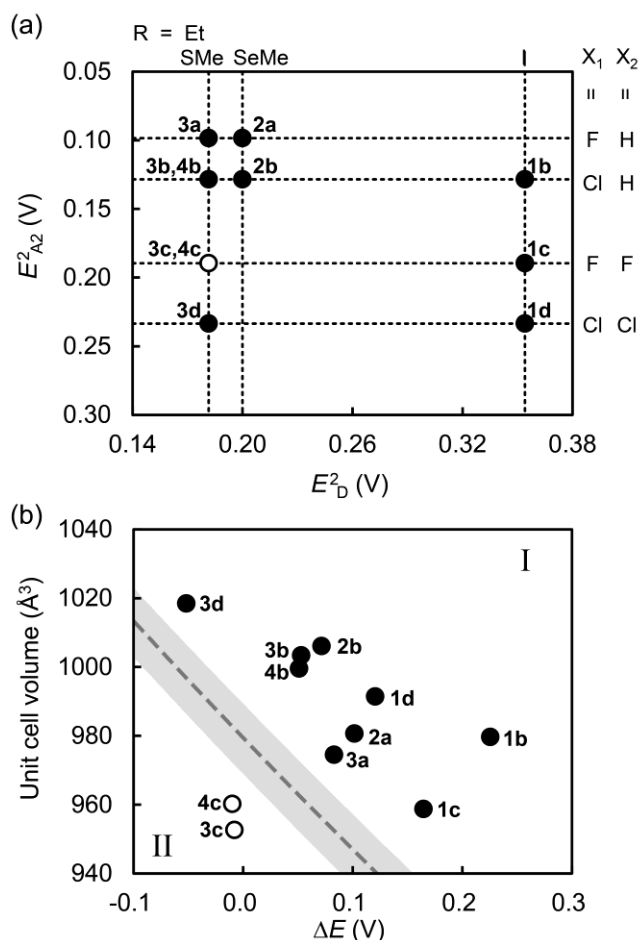 (a)
R = Et
SMe SeMe I X₁ X₂
0.05 = =
3a 2a
0.10 F H
3b,4b 2b 1b
Cl H
0.15
E²A2 (V)
3c,4c 1c
0.20 F F
3d 1d
Cl Cl
0.25
0.30
0.14 0.20 0.26 0.32 0.38
E²D (V)
(b)
1040
I
1020
3d
3b 2b
1000
4b
1d
Unit cell volume (Å³)
980
2a 1b
3a
960
4c 1c
3c
II
940
-0.1 0.0 0.1 0.2 0.3
ΔE (V)